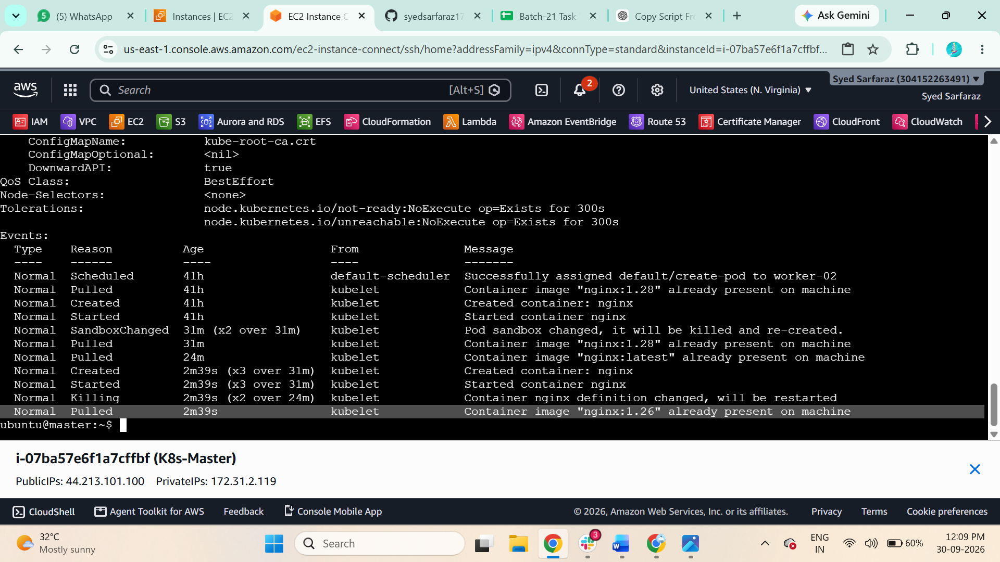 5 (5) WhatsApp Instances | EC2 EC2 Instance C syedsarfaraz17 Batch-21 Task Copy Script Fr Ask Gemini
us-east-1.console.aws.amazon.com/ec2-instance-connect/ssh/home?addressFamily=ipv4&connType=standard&instanceId=i-07ba57e6f1a7cffbf...
aws Search [Alt+S] 2 United States (N. Virginia) Syed Sarfaraz (304152263491)
Syed Sarfaraz
IAM VPC EC2 S3 Aurora and RDS EFS CloudFormation Lambda Amazon EventBridge Route 53 Certificate Manager CloudFront CloudWatch
ConfigMapName: kube-root-ca.crt
ConfigMapOptional: <nil>
DownwardAPI: true
QoS Class: BestEffort
Node-Selectors: <none>
Tolerations: node.kubernetes.io/not-ready:NoExecute op=Exists for 300s
node.kubernetes.io/unreachable:NoExecute op=Exists for 300s
Events:
Type Reason Age From Message
---- ------ ---- ---- -------
Normal Scheduled 41h default-scheduler Successfully assigned default/create-pod to worker-02
Normal Pulled 41h kubelet Container image "nginx:1.28" already present on machine
Normal Created 41h kubelet Created container: nginx
Normal Started 41h kubelet Started container nginx
Normal SandboxChanged 31m (x2 over 31m) kubelet Pod sandbox changed, it will be killed and re-created.
Normal Pulled 31m kubelet Container image "nginx:1.28" already present on machine
Normal Pulled 24m kubelet Container image "nginx:latest" already present on machine
Normal Created 2m39s (x3 over 31m) kubelet Created container: nginx
Normal Started 2m39s (x3 over 31m) kubelet Started container nginx
Normal Killing 2m39s (x2 over 24m) kubelet Container nginx definition changed, will be restarted
Normal Pulled 2m39s kubelet Container image "nginx:1.26" already present on machine
ubuntu@master:~$
i-07ba57e6f1a7cffbf (K8s-Master)
PublicIPs: 44.213.101.100 PrivateIPs: 172.31.2.119
CloudShell Agent Toolkit for AWS Feedback Console Mobile App © 2026, Amazon Web Services, Inc. or its affiliates. Privacy Terms Cookie preferences
32°C
Mostly sunny
Search
3
ENG
IN
60%
12:09 PM
30-09-2026